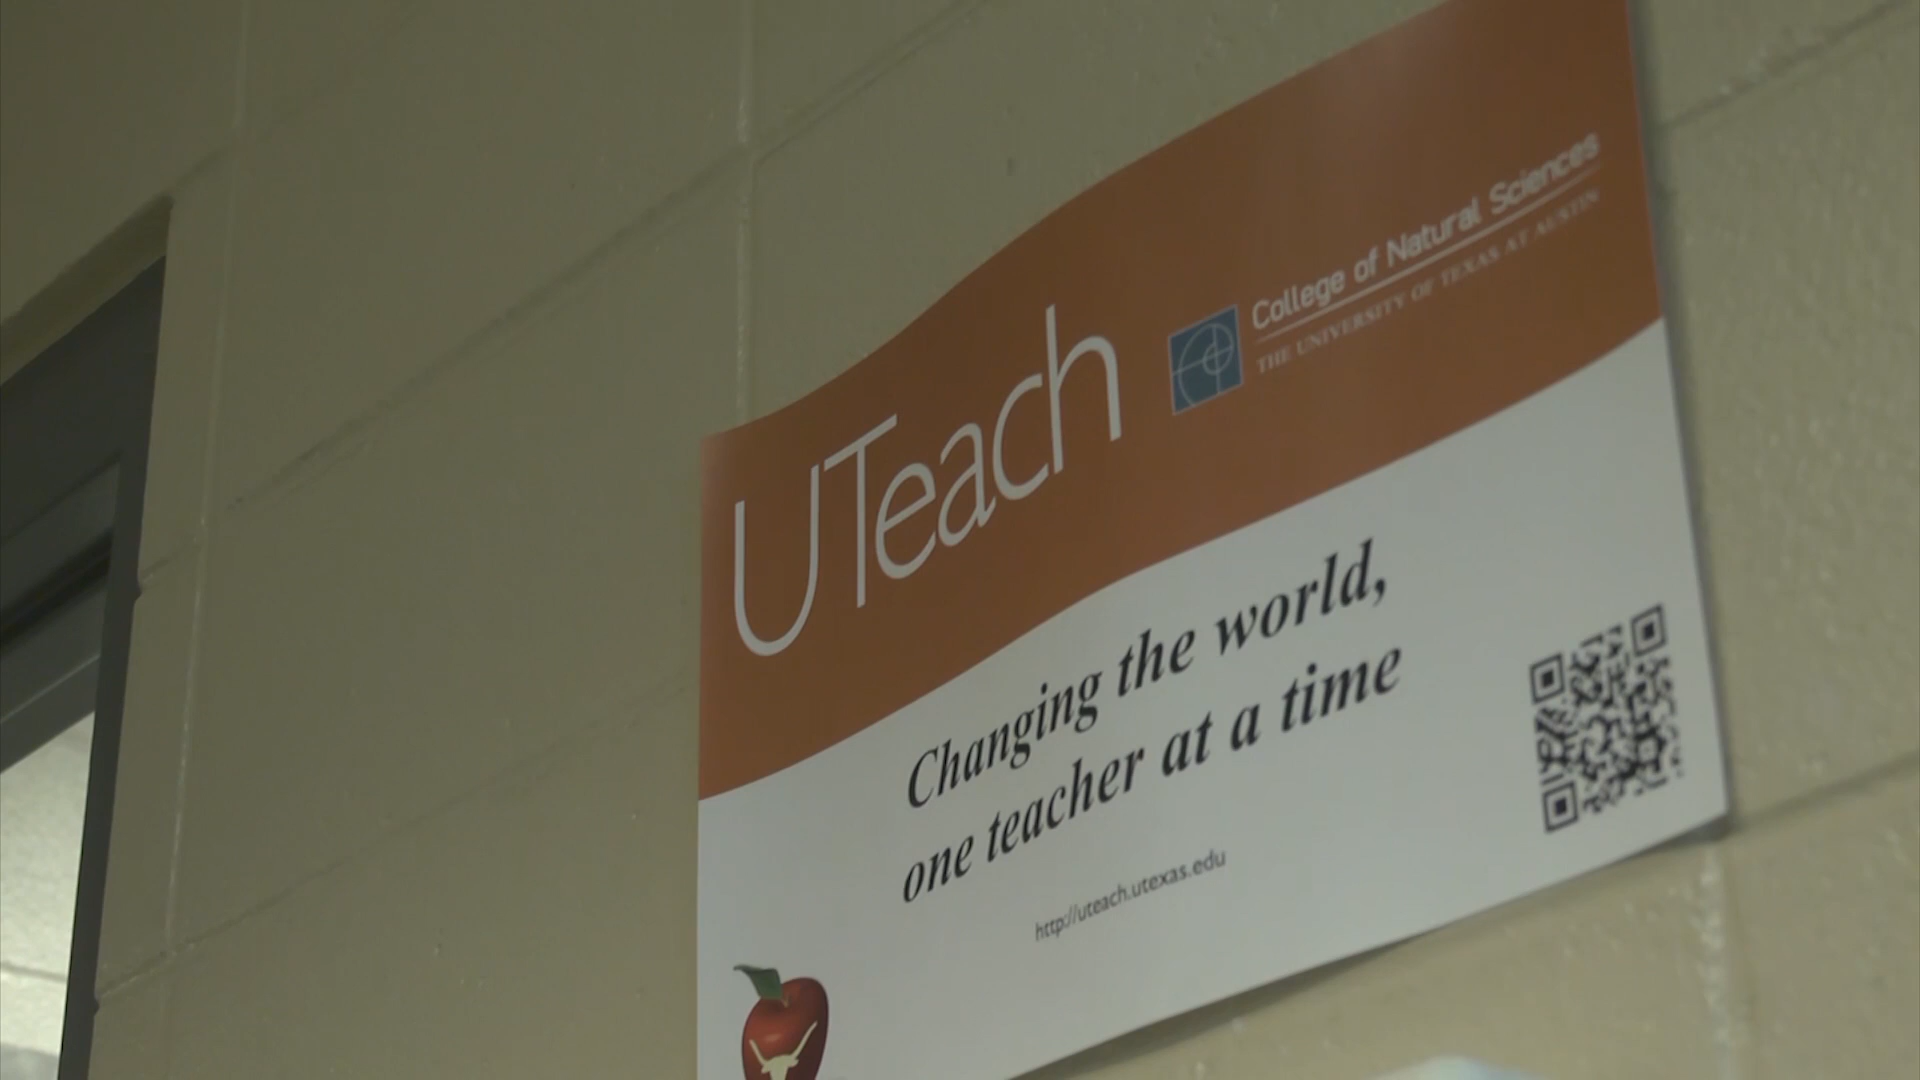 UTeach
College of Natural Sciences
THE UNIVERSITY OF TEXAS AT AUSTIN
Changing the world,
one teacher at a time
http://uteach.utexas.edu